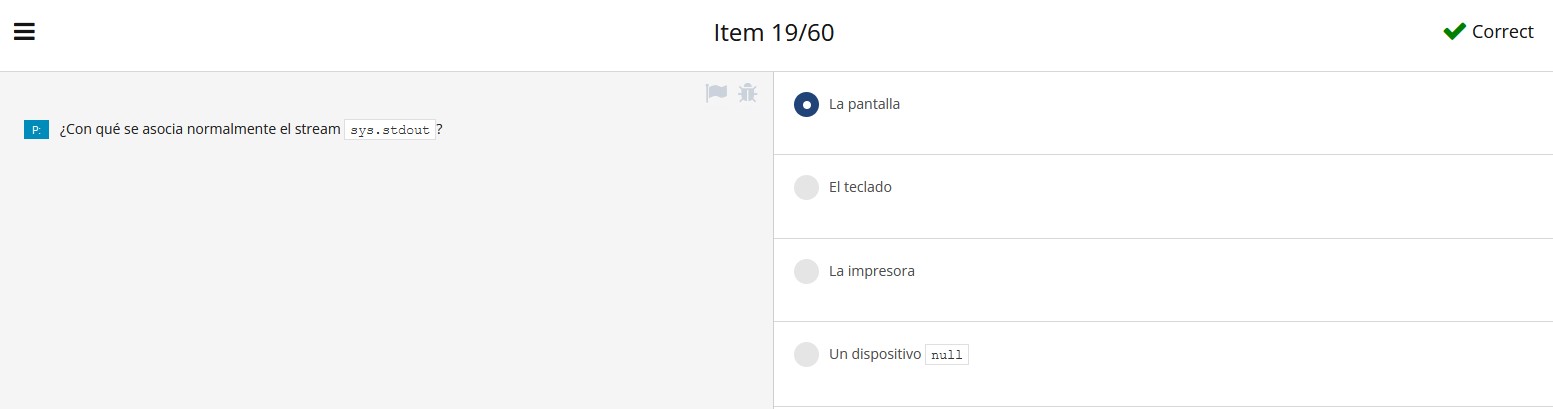 Item 19/60
Correct
P: ¿Con qué se asocia normalmente el stream sys.stdout?
La pantalla
El teclado
La impresora
Un dispositivo null